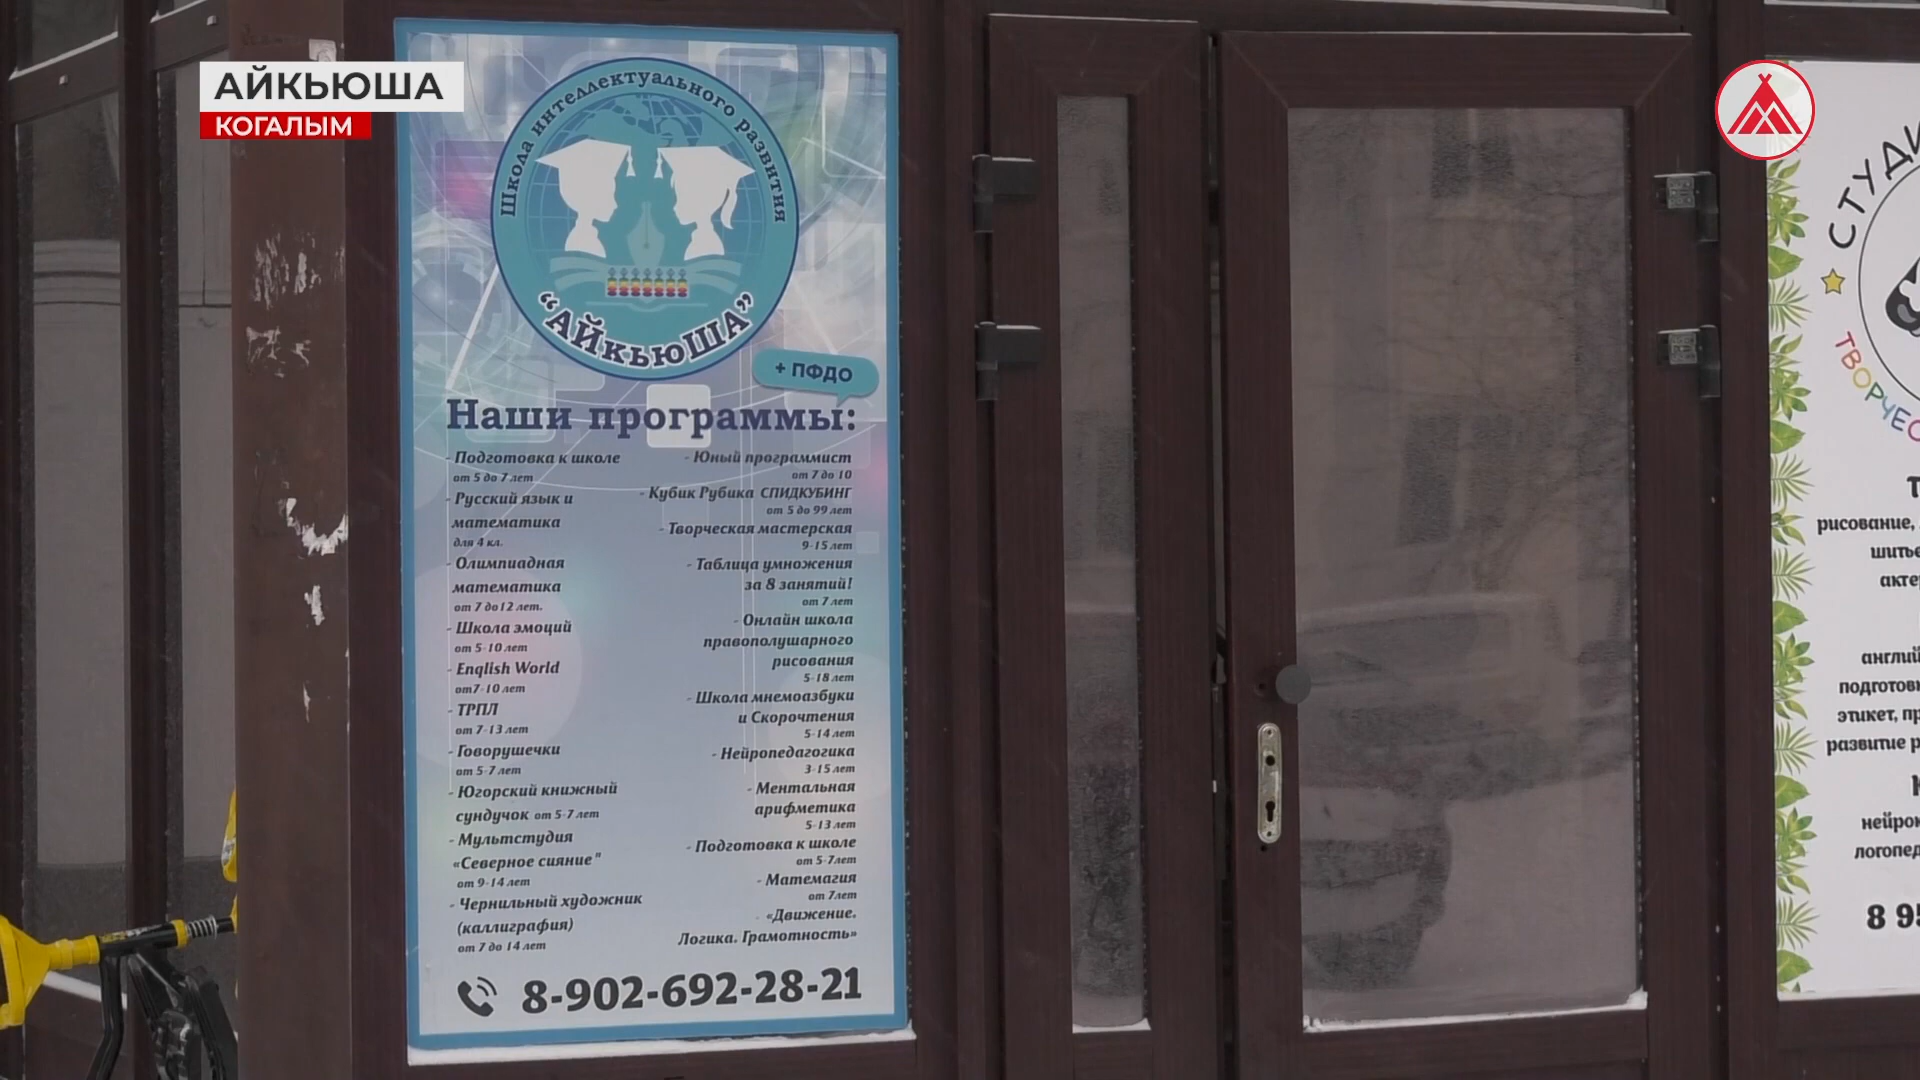 АЙКЬЮША
КОГАЛЫМ
Школа интеллектуального развития
"АЙкьюША"
+ ПФДО
Наши программы:
- Подготовка к школе
от 5 до 7 лет
- Русский язык и
математика
для 4 кл.
- Олимпиадная
математика
от 7 до12 лет.
- Школа эмоций
от 5-10 лет
- English World
от7-10 лет
- ТРПЛ
от 7-13 лет
- Говорушечки
от 5-7 лет
- Югорский книжный
сундучок от 5-7 лет
- Мультстудия
«Северное сияние"
от 9-14 лет
- Чернильный художник
(каллиграфия)
от 7 до 14 лет
- Юный программист
от 7 до 10
- Кубик Рубика СПИДКУБИНГ
от 5 до 99 лет
- Творческая мастерская
9-15 лет
- Таблица умножения
за 8 занятий!
от 7 лет
- Онлайн школа
правополушарного
рисования
5-18 лет
- Школа мнемоазбуки
и Скорочтения
5-14 лет
- Нейропедагогика
3-15 лет
- Ментальная
арифметика
5-13 лет
- Подготовка к школе
от 5-7лет
- Матемагия
от 7лет
- «Движение.
Логика. Грамотность»
8-902-692-28-21
рисование,
этикет,
развитие